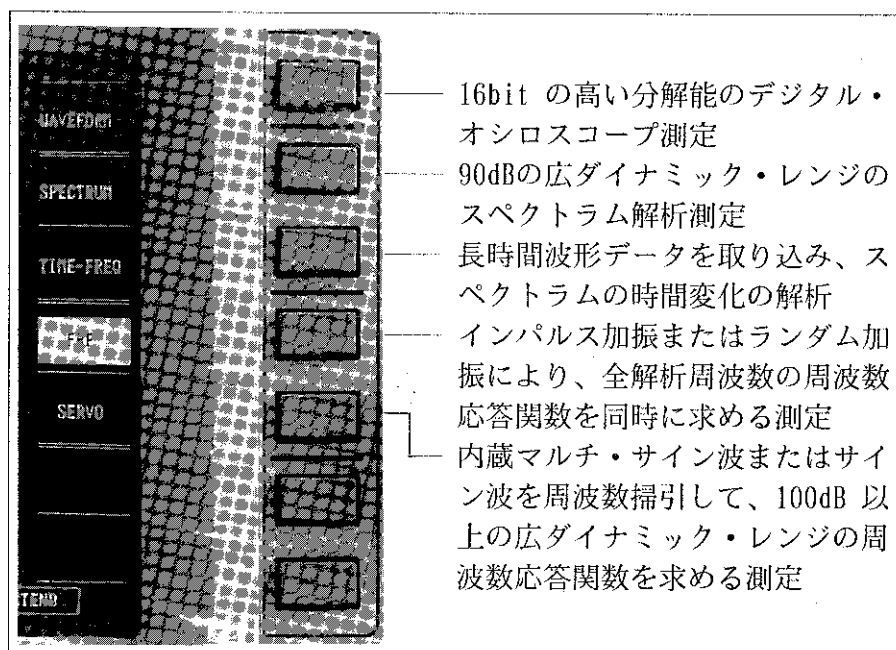 WAVEFORM
SPECTRUM
TIME-FREQ
FRF
SERVO
TEND
16bit の高い分解能のデジタル・
オシロスコープ測定
90dBの広ダイナミック・レンジの
スペクトラム解析測定
長時間波形データを取り込み、ス
ペクトラムの時間変化の解析
インパルス加振またはランダム加
振により、全解析周波数の周波数
応答関数を同時に求める測定
内蔵マルチ・サイン波またはサイ
ン波を周波数掃引して、100dB 以
上の広ダイナミック・レンジの周
波数応答関数を求める測定